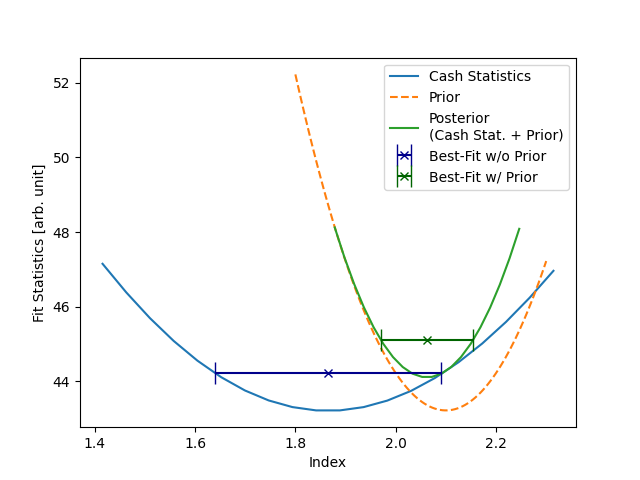 Fit Statistics [arb. unit]
52
50
48
46
44
1.4 1.6 1.8 2.0 2.2
Index
Cash Statistics
Prior
Posterior
(Cash Stat. + Prior)
Best-Fit w/o Prior
Best-Fit w/ Prior